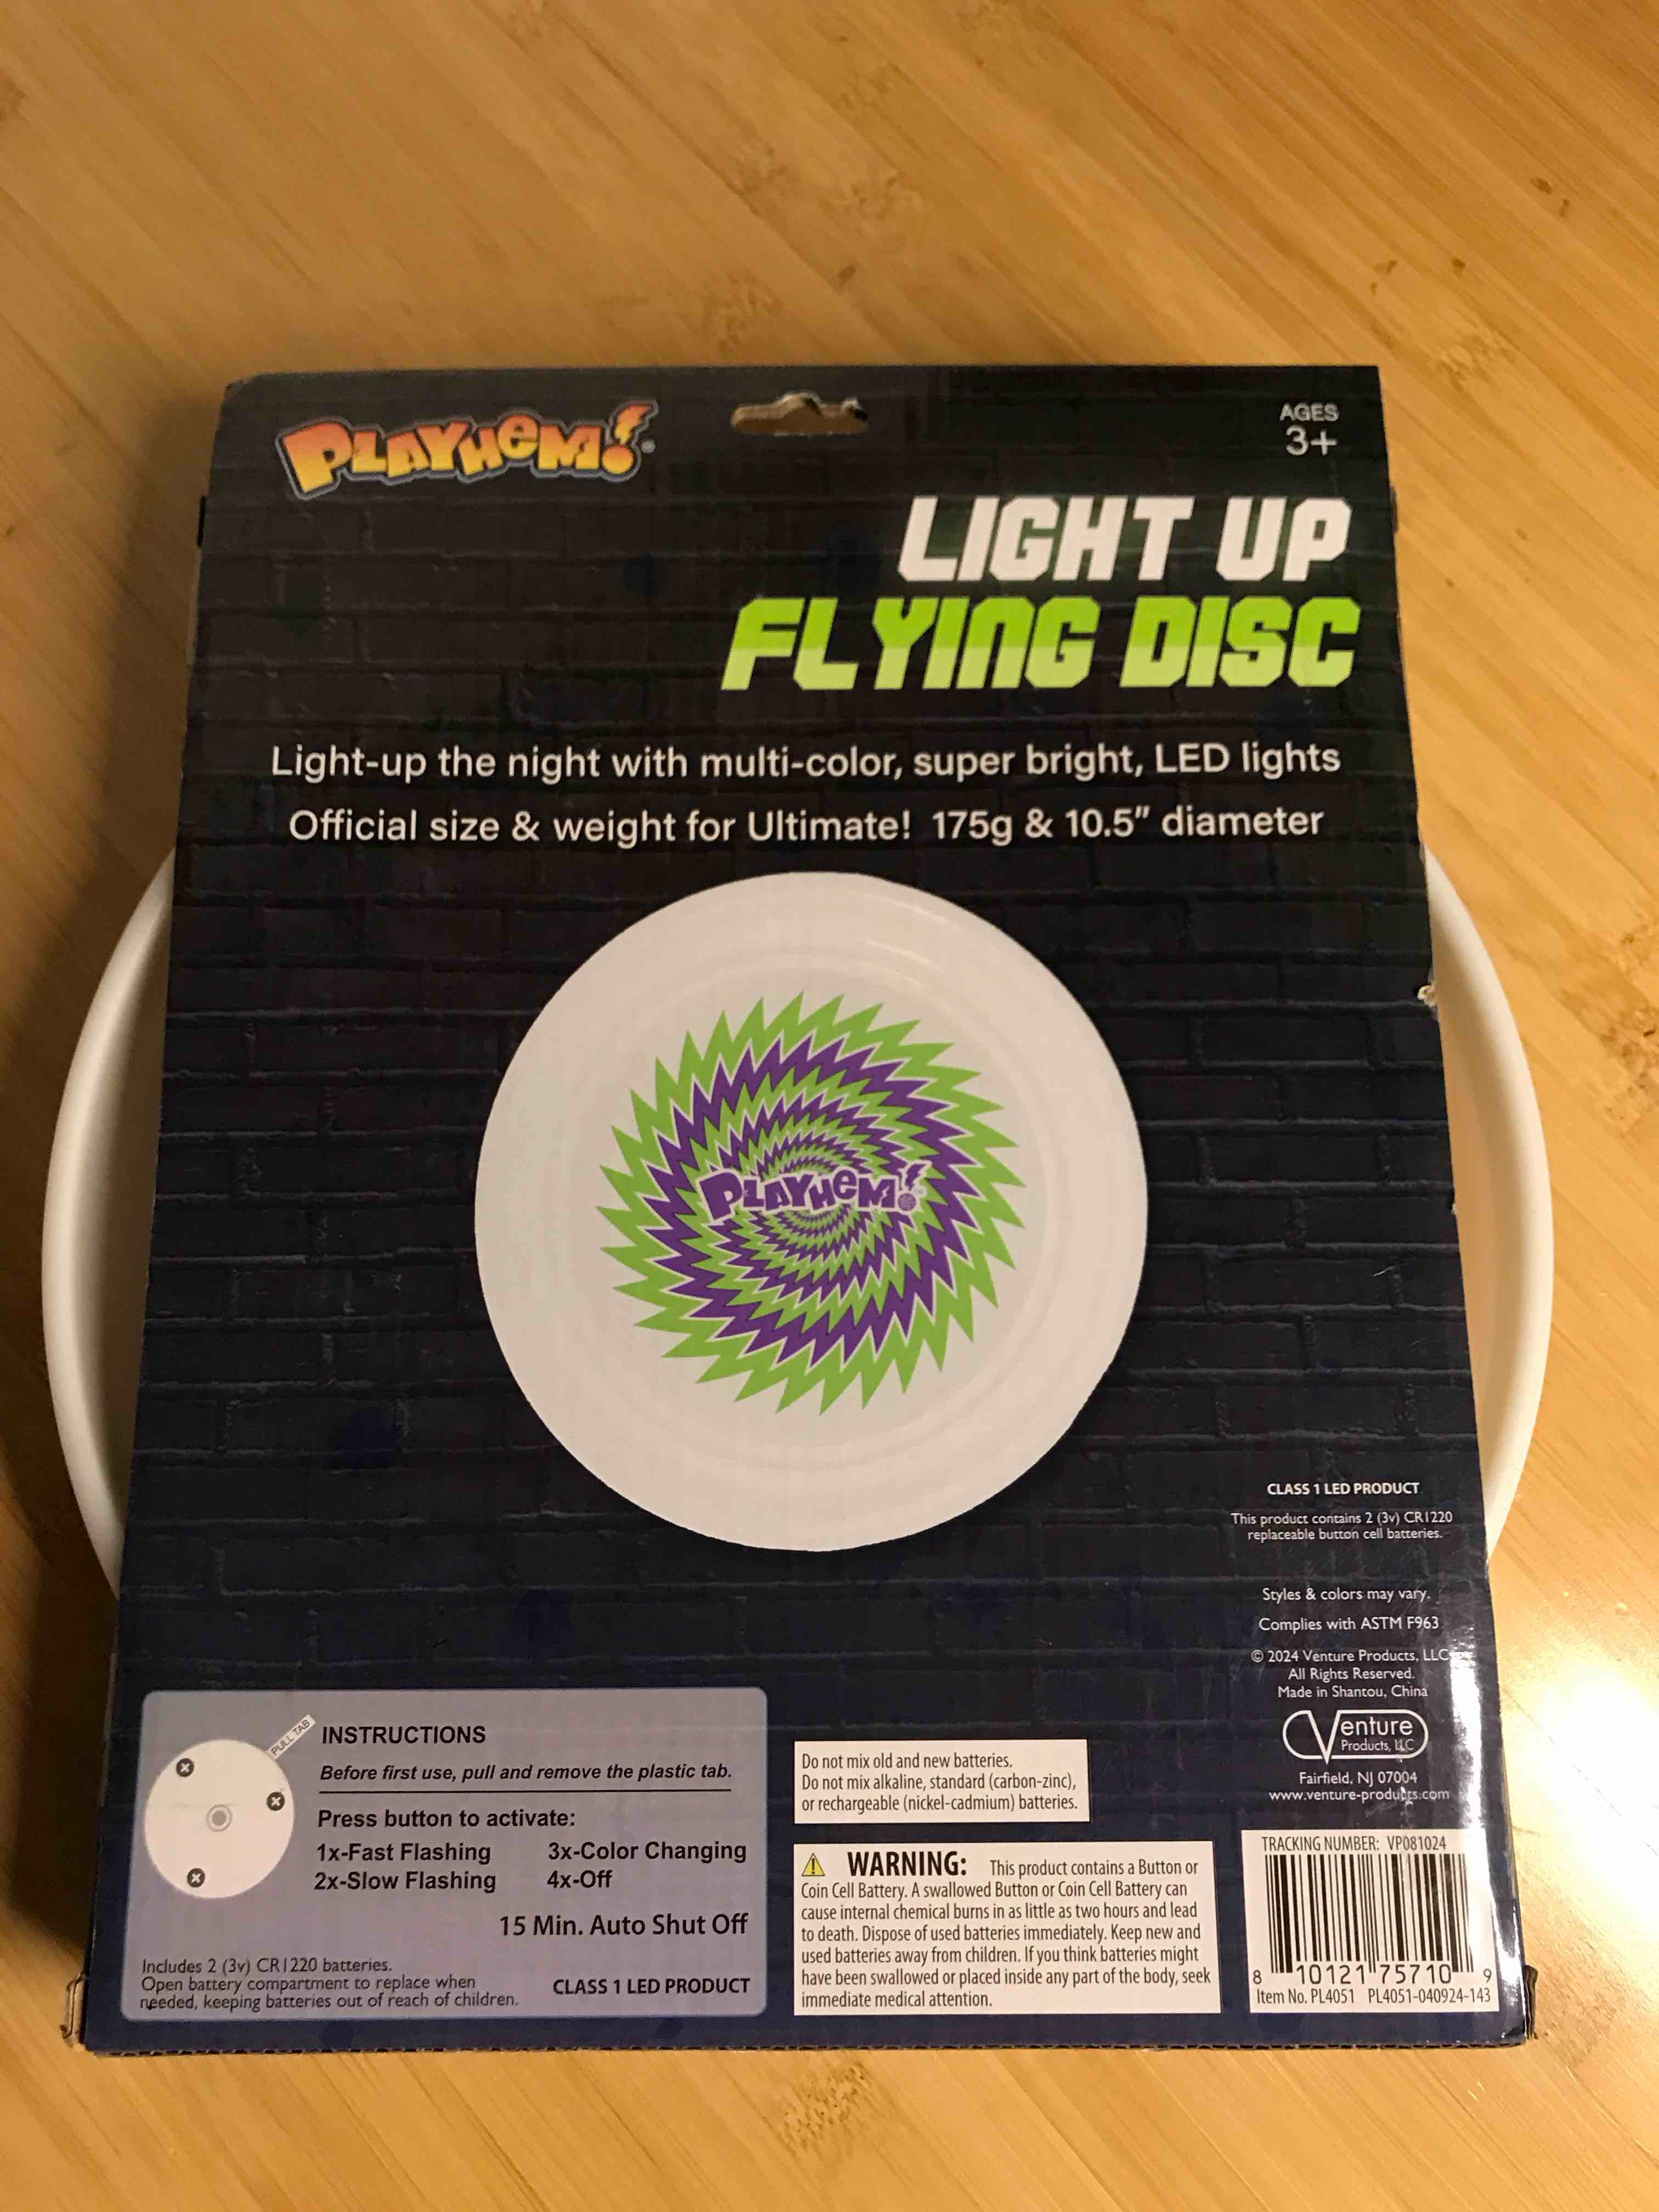 PLAYHEM!
AGES
3+
LIGHT UP
FLYING DISC
Light-up the night with multi-color, super bright, LED lights
Official size & weight for Ultimate! 175g & 10.5" diameter
PLAYHEM!
CLASS 1 LED PRODUCT
This product contains 2 (3v) CR1220
replaceable button cell batteries.
Styles & colors may vary.
Complies with ASTM F963
© 2024 Venture Products, LLC
All Rights Reserved.
Made in Shantou, China
Venture
Products, LLC
Fairfield, NJ 07004
www.venture-products.com
PULL TAB
INSTRUCTIONS
Before first use, pull and remove the plastic tab.
Press button to activate:
1x-Fast Flashing 3x-Color Changing
2x-Slow Flashing 4x-Off
15 Min. Auto Shut Off
Includes 2 (3v) CR1220 batteries.
Open battery compartment to replace when
needed, keeping batteries out of reach of children.
CLASS 1 LED PRODUCT
Do not mix old and new batteries.
Do not mix alkaline, standard (carbon-zinc),
or rechargeable (nickel-cadmium) batteries.
WARNING: This product contains a Button or
Coin Cell Battery. A swallowed Button or Coin Cell Battery can
cause internal chemical burns in as little as two hours and lead
to death. Dispose of used batteries immediately. Keep new and
used batteries away from children. If you think batteries might
have been swallowed or placed inside any part of the body, seek
immediate medical attention.
TRACKING NUMBER: VP081024
8 10121 75710 9
Item No. PL4051 PL4051-040924-143